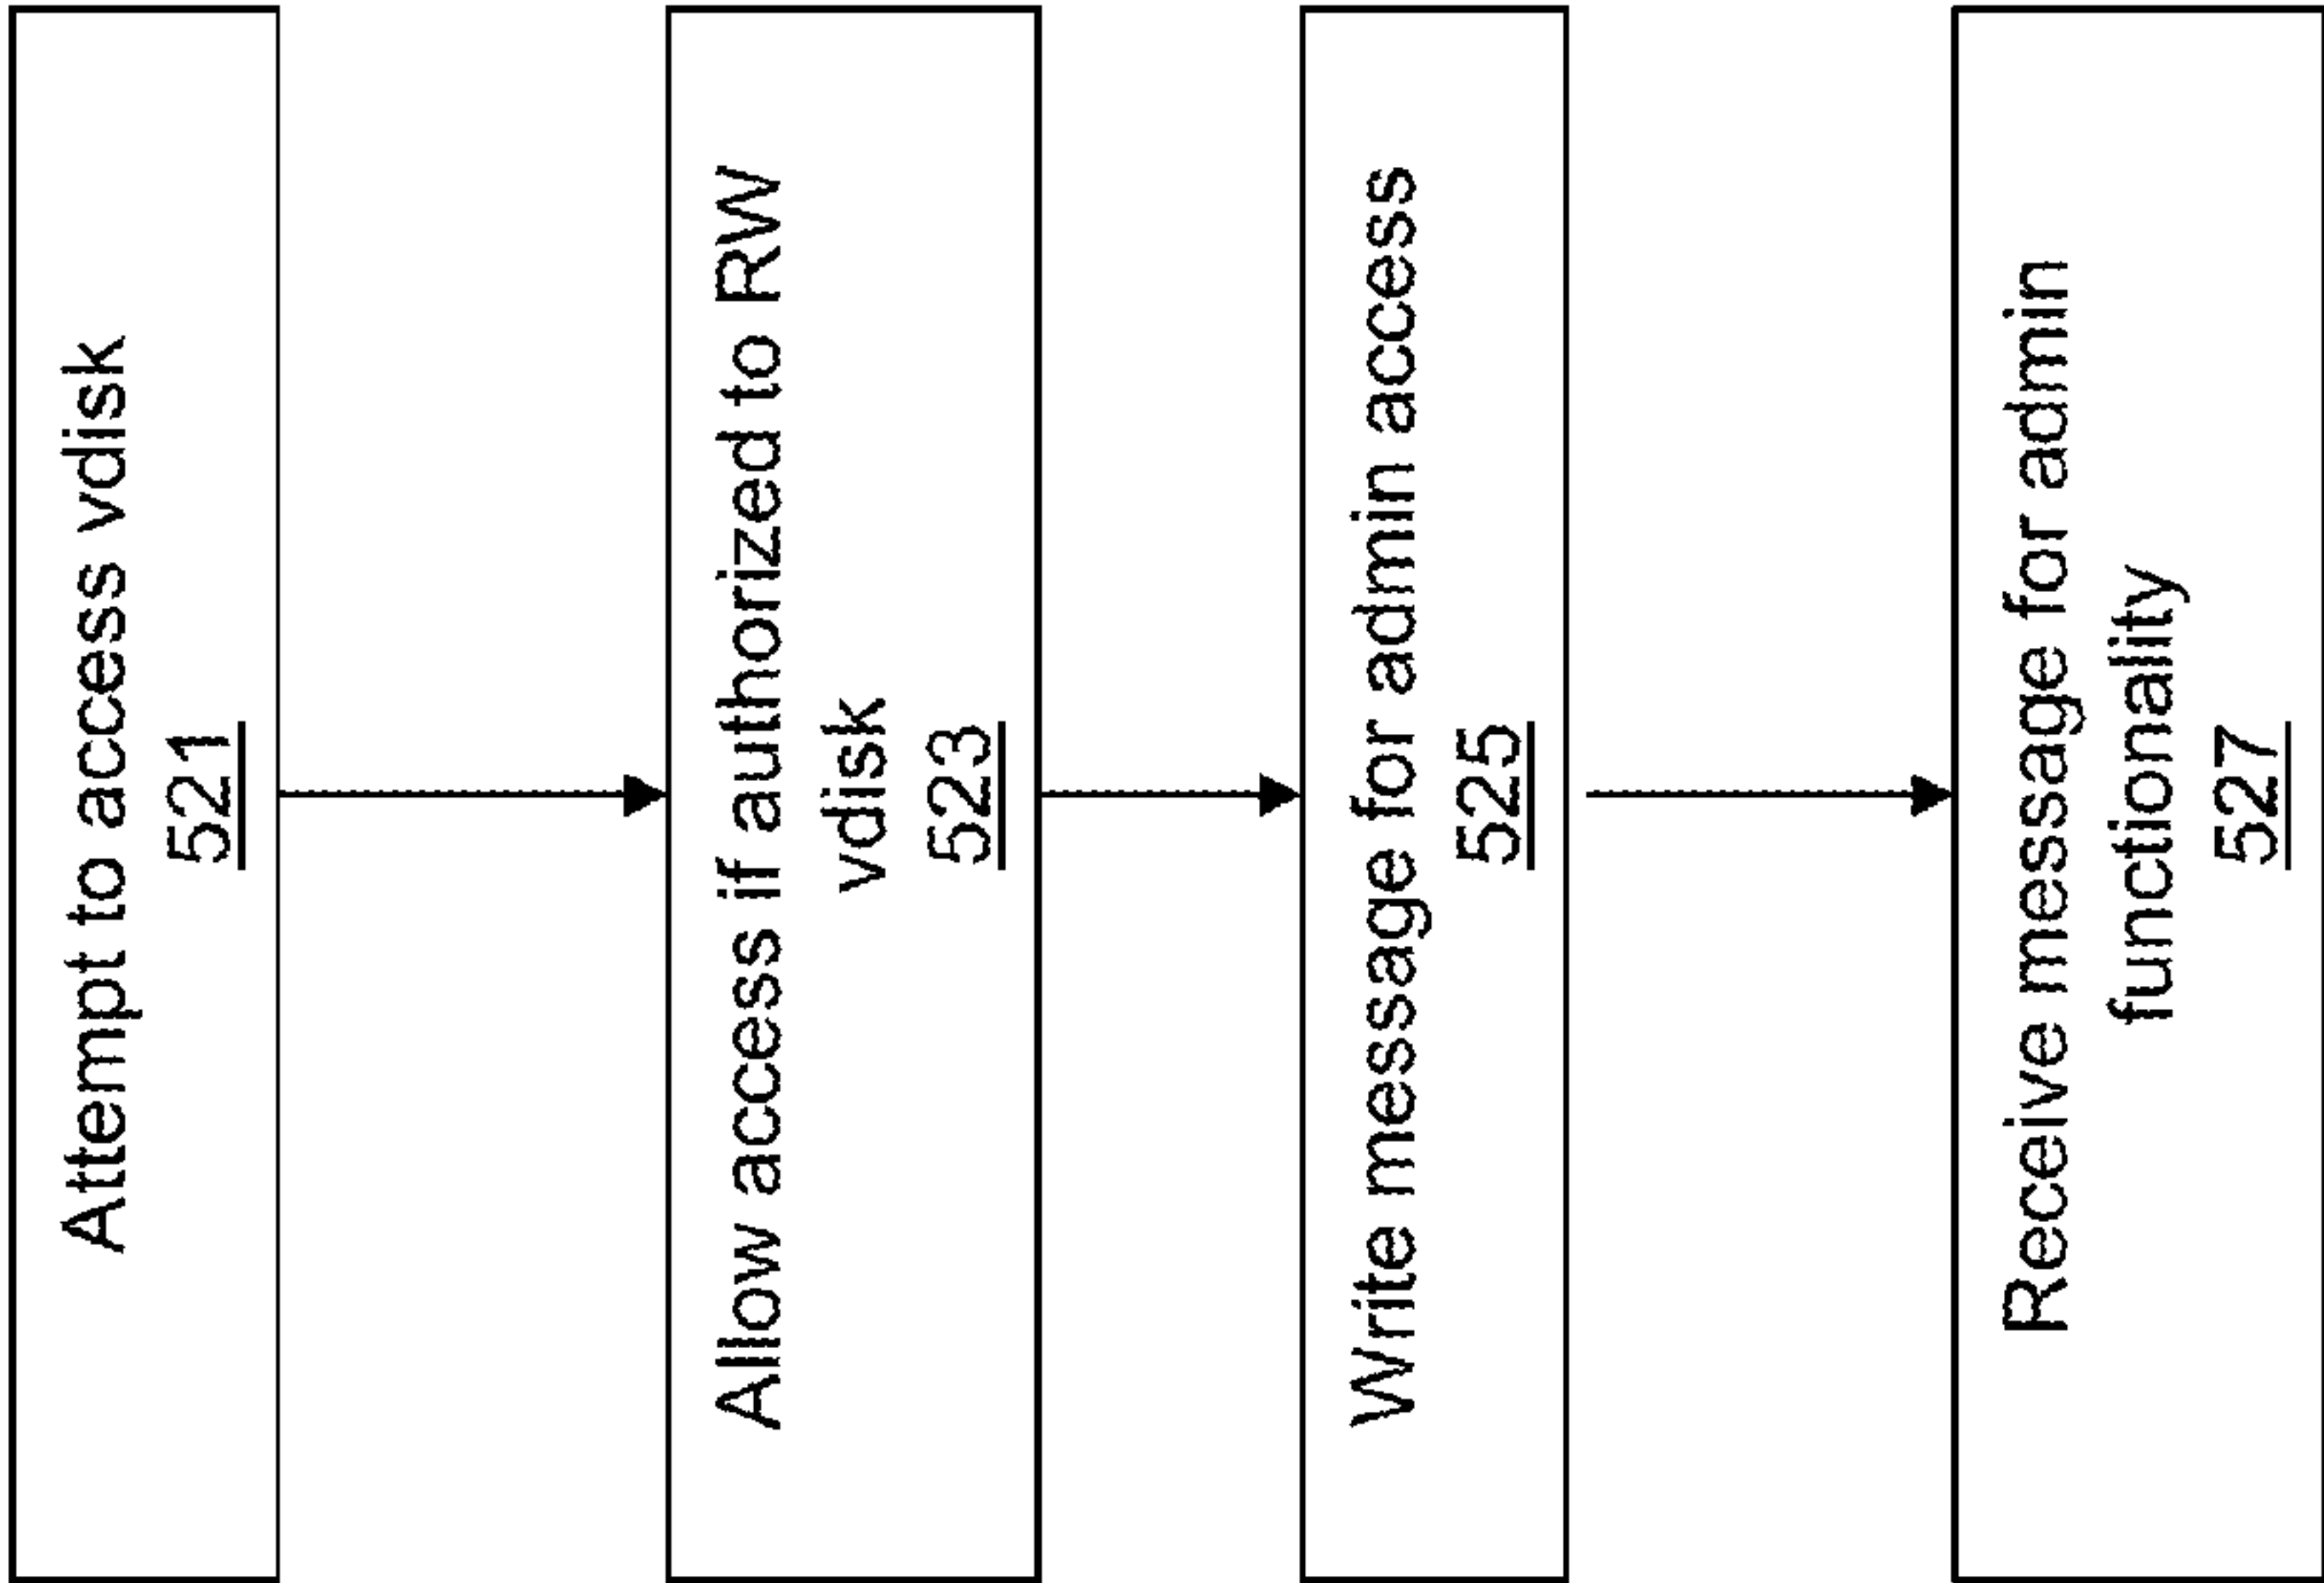 Attempt to access vdisk
521
Allow access if authorized to RW
vdisk
523
Write message for admin access
525
Receive message for admin
functionality
527